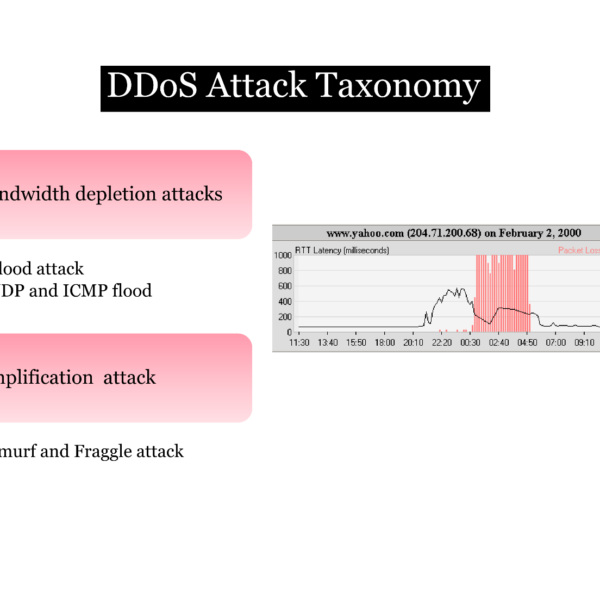 DDoS Attack Taxonomy
ndwidth depletion attacks
lood attack
DP and ICMP flood
nplification attack
murf and Fraggle attack
www.yahoo.com (204.71.200.68) on February 2, 2000
RTT Latency (milliseconds)
Packet Los
1000
800
600
400
200
0
11:30 13:40 15:50 18:00 20:10 22:20 00:30 02:40 04:50 07:00 09:10